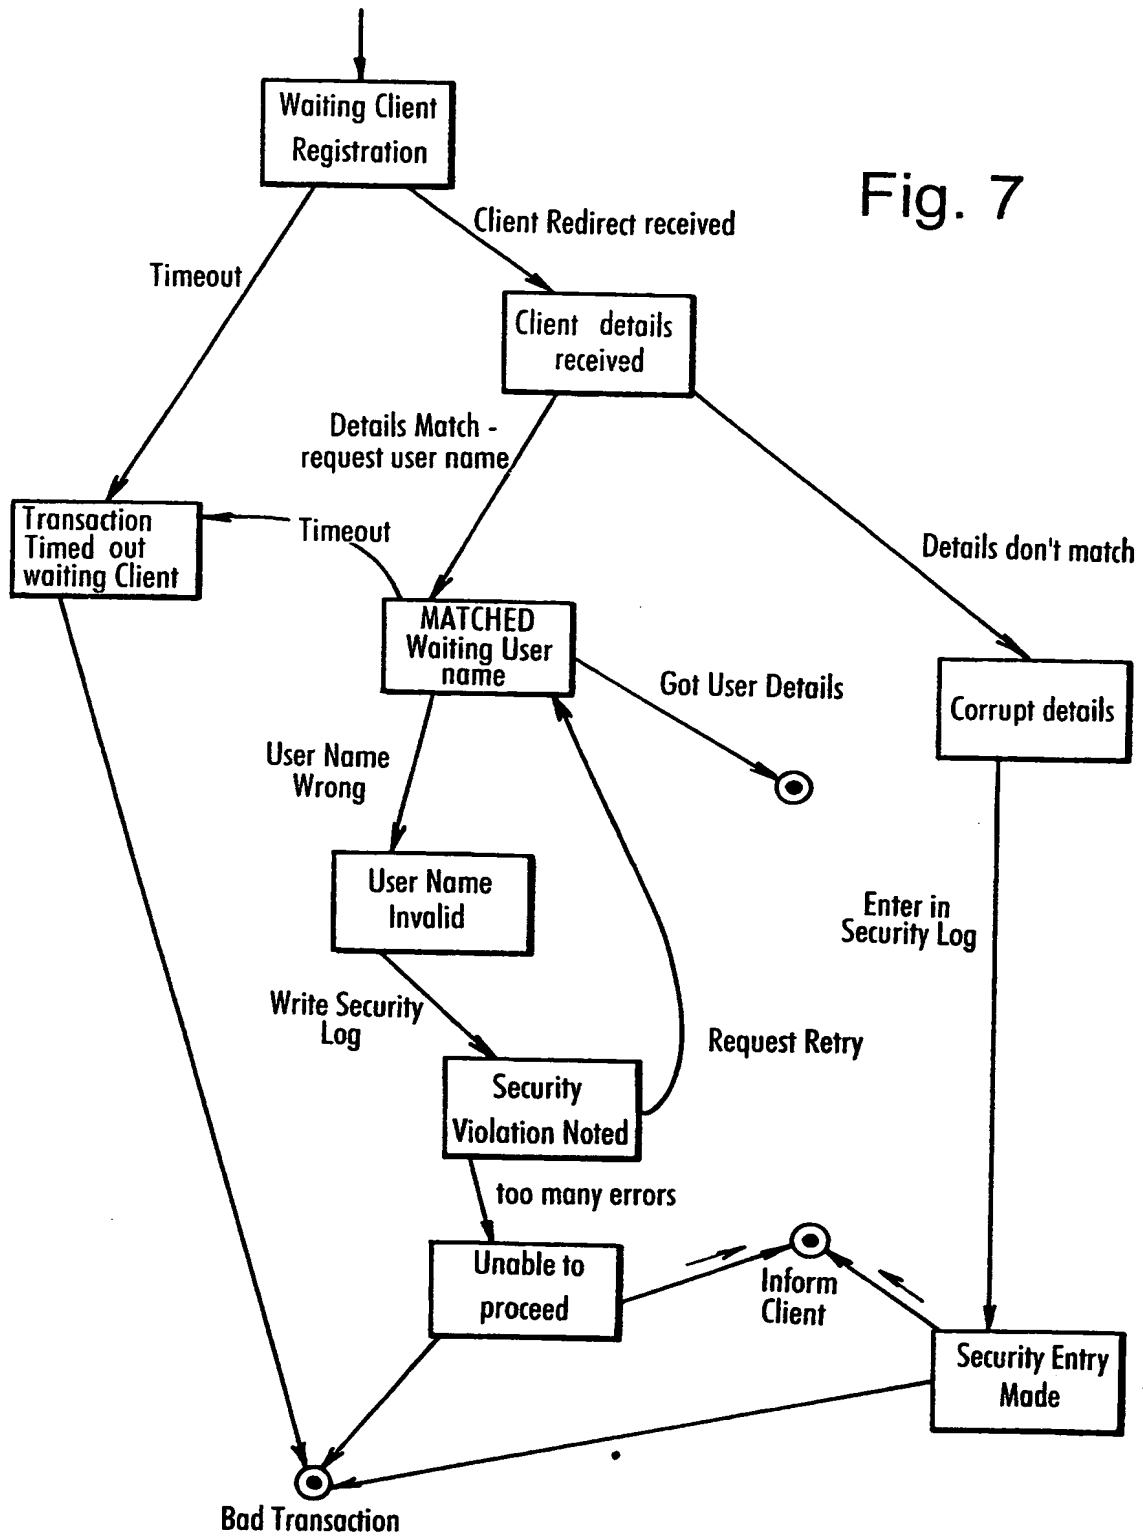 Waiting Client
Registration
Fig. 7
Client Redirect received
Timeout
Client details
received
Details Match -
request user name
Transaction
Timed out
waiting Client
Timeout
Details don't match
MATCHED
Waiting User
name
Got User Details
Corrupt details
User Name
Wrong
User Name
Invalid
Enter in
Security Log
Write Security
Log
Request Retry
Security
Violation Noted
too many errors
Unable to
proceed
Inform
Client
Security Entry
Made
Bad Transaction